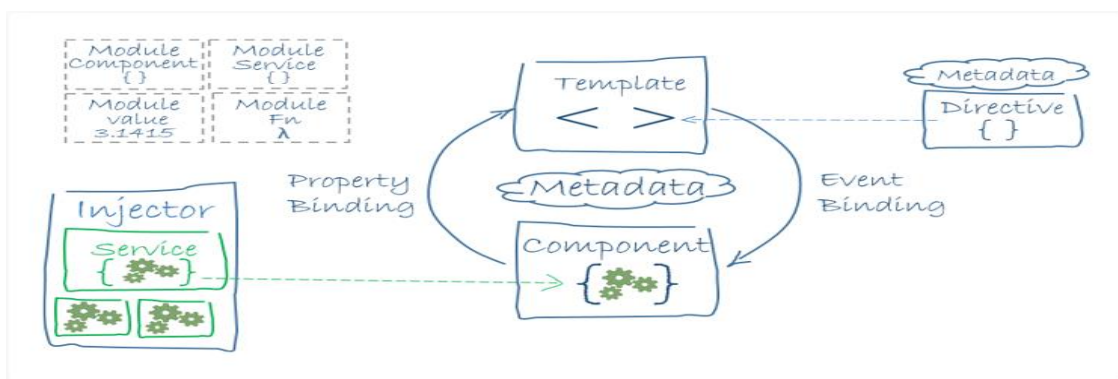 Module
Component
{ }
Module
Service
{ }
Module
value
3.1415
Module
Fn
λ
Template
< >
Metadata
Directive
{ }
Property
Binding
Metadata
Event
Binding
Injector
Service
{ }
Component
{ }